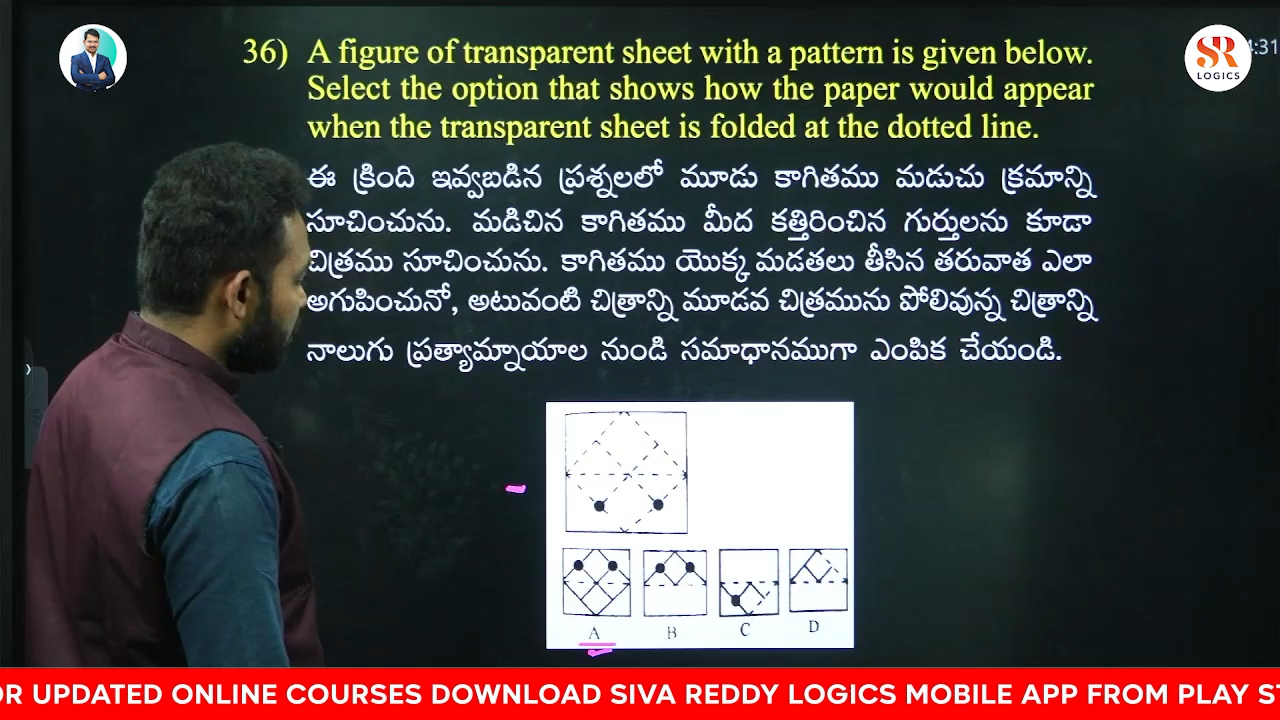 36) A figure of transparent sheet with a pattern is given below.
Select the option that shows how the paper would appear
when the transparent sheet is folded at the dotted line.
SR
LOGICS
4:31
ఈ క్రింది ఇవ్వబడిన ప్రశ్నలలో మూడు కాగితము మడుచు క్రమాన్ని
సూచించును. మడిచిన కాగితము మీద కత్తిరించిన గుర్తులను కూడా
చిత్రము సూచించును. కాగితము యొక్క మడతలు తీసిన తరువాత ఎలా
అగుపించునో, అటువంటి చిత్రాన్ని మూడవ చిత్రమును పోలివున్న చిత్రాన్ని
నాలుగు ప్రత్యామ్నాయాల నుండి సమాధానముగా ఎంపిక చేయండి.
A B C D
OR UPDATED ONLINE COURSES DOWNLOAD SIVA REDDY LOGICS MOBILE APP FROM PLAY ST